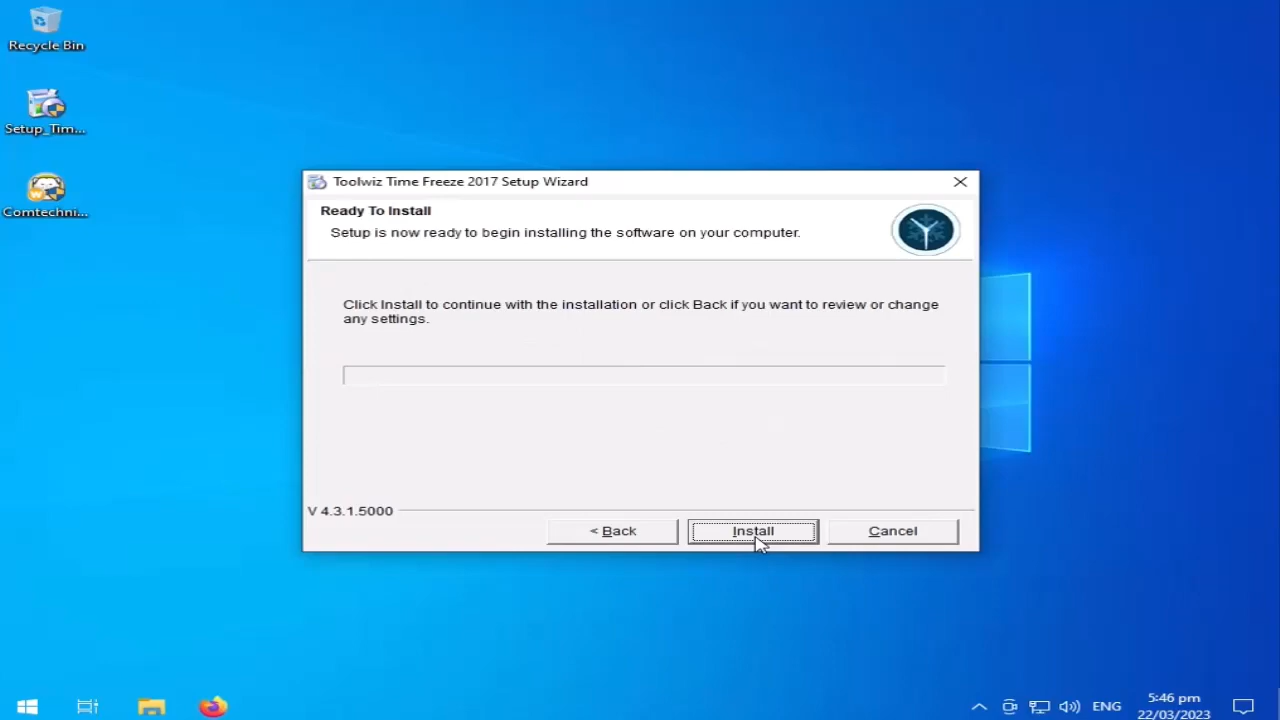 Recycle Bin
Setup_Tim...
Comtechni...
Toolwiz Time Freeze 2017 Setup Wizard
Ready To Install
Setup is now ready to begin installing the software on your computer.
Click Install to continue with the installation or click Back if you want to review or change
any settings.
V 4.3.1.5000
< Back
Install
Cancel
ENG
5:46 pm
22/03/2023